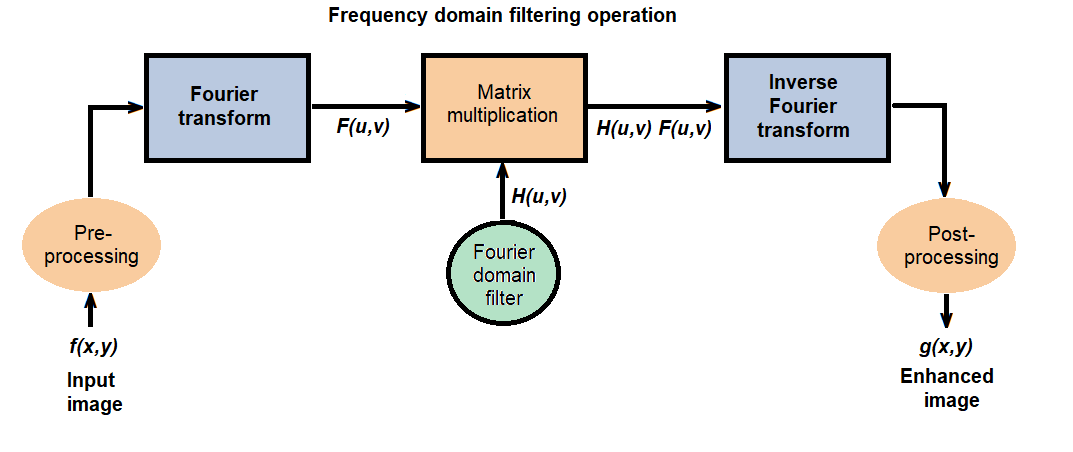 Frequency domain filtering operation
Fourier
transform
F(u,v)
Matrix
multiplication
H(u,v) F(u,v)
Inverse
Fourier
transform
H(u,v)
Pre-
processing
Fourier
domain
filter
Post-
processing
f(x,y)
Input
image
g(x,y)
Enhanced
image